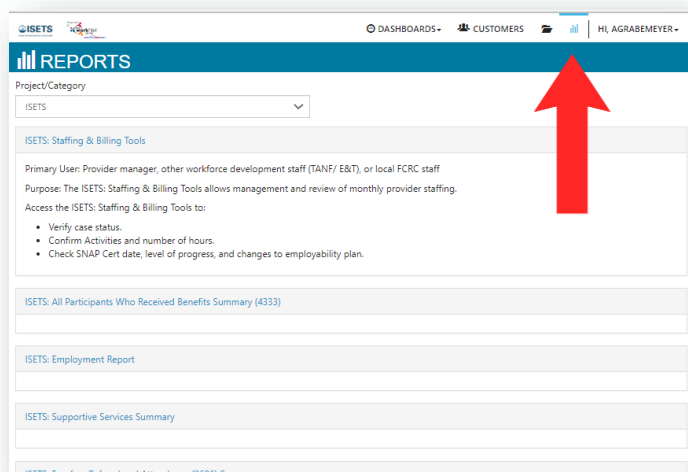 ISETS
DASHBOARDS
CUSTOMERS
HI, AGRABEMEYER
REPORTS
Project/Category
ISETS
ISETS: Staffing & Billing Tools
Primary User: Provider manager, other workforce development staff (TANF/ E&T), or local FCRC staff
Purpose: The ISETS: Staffing & Billing Tools allows management and review of monthly provider staffing.
Access the ISETS: Staffing & Billing Tools to:
• Verify case status.
• Confirm Activities and number of hours.
• Check SNAP Cert date, level of progress, and changes to employability plan.
ISETS: All Participants Who Received Benefits Summary (4333)
ISETS: Employment Report
ISETS: Supportive Services Summary